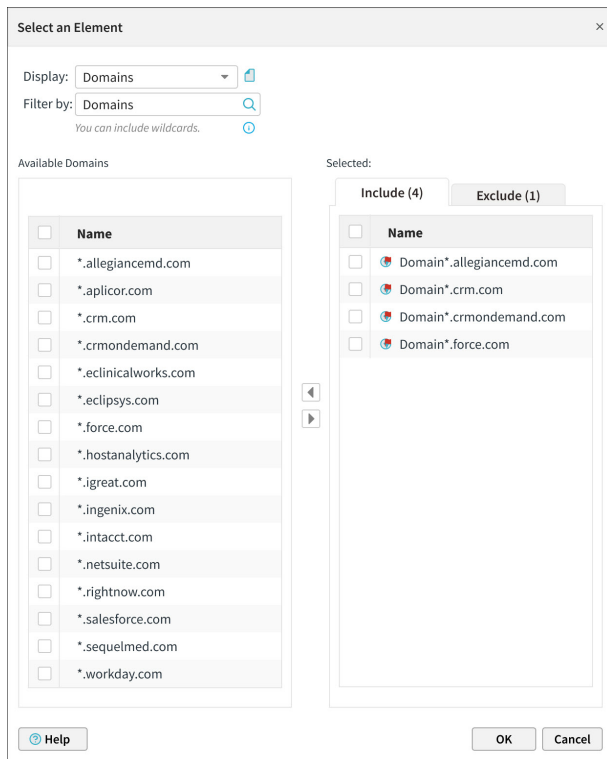 Select an Element
Display: Domains
Filter by: Domains
You can include wildcards.
Available Domains
Selected:
Include (4) Exclude (1)
Name
*.allegiancemd.com
*.aplicor.com
*.crm.com
*.crmondemand.com
*.eclinicalworks.com
*.eclipsys.com
*.force.com
*.hostanalytics.com
*.igreat.com
*.ingenix.com
*.intacct.com
*.netsuite.com
*.rightnow.com
*.salesforce.com
*.sequelmed.com
*.workday.com
Name
Domain*.allegiancemd.com
Domain*.crm.com
Domain*.crmondemand.com
Domain*.force.com
Help
OK Cancel